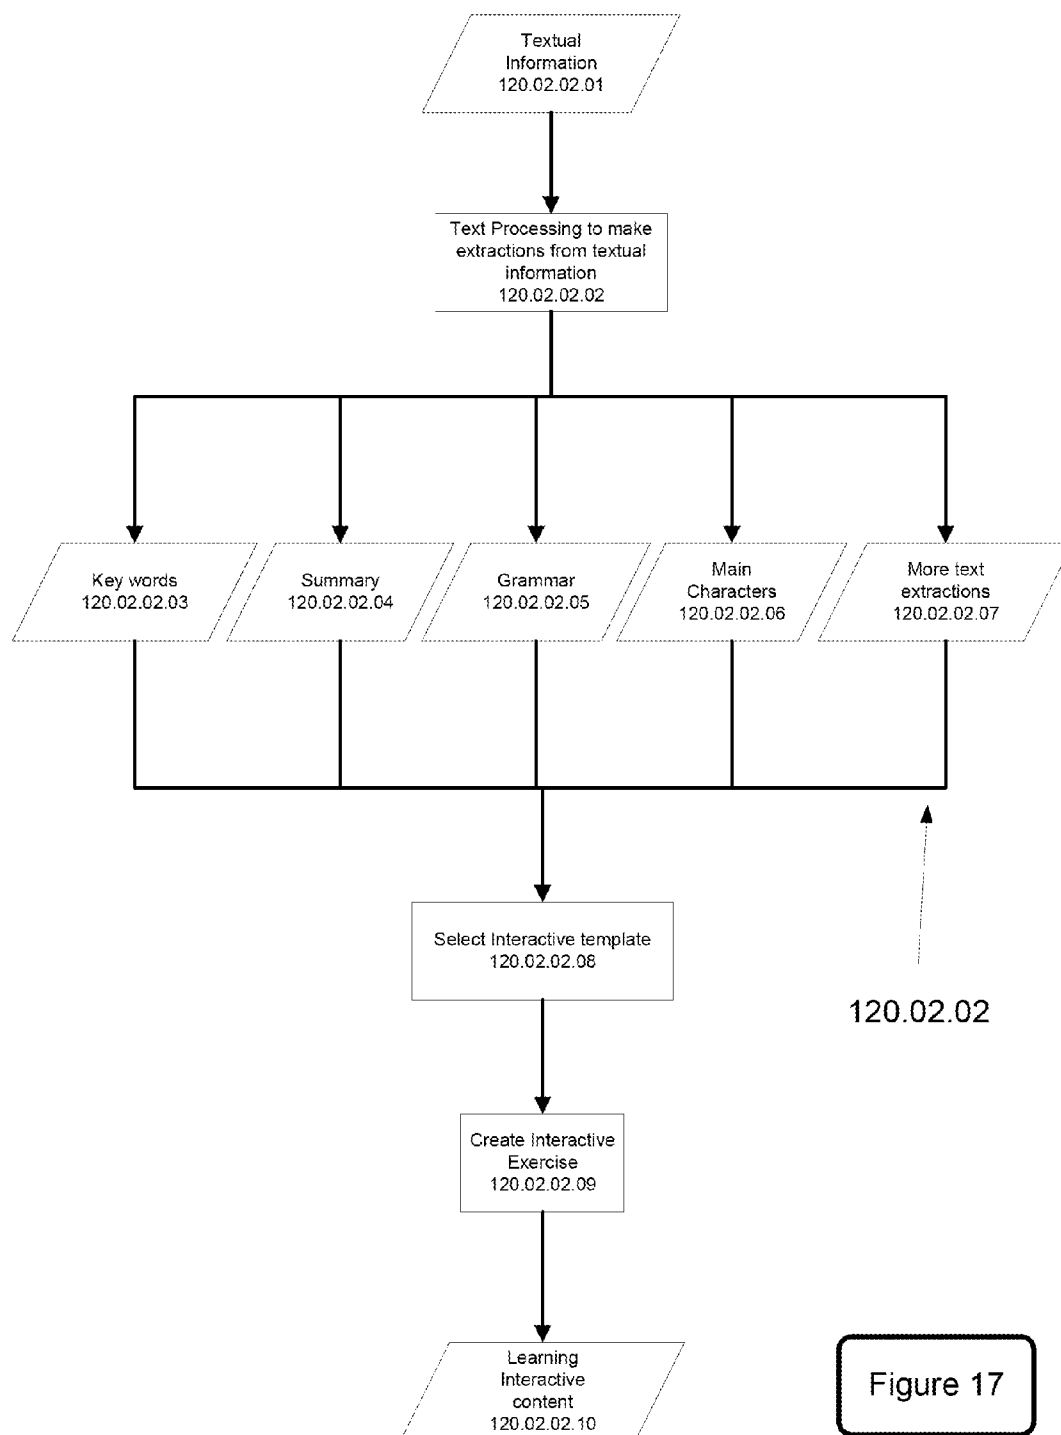 Textual
Information
120.02.02.01
Text Processing to make
extractions from textual
information
120.02.02.02
Key words
120.02.02.03
Summary
120.02.02.04
Grammar
120.02.02.05
Main
Characters
120.02.02.06
More text
extractions
120.02.02.07
Select Interactive template
120.02.02.08
120.02.02
Create Interactive
Exercise
120.02.02.09
Learning
Interactive
content
120.02.02.10
Figure 17